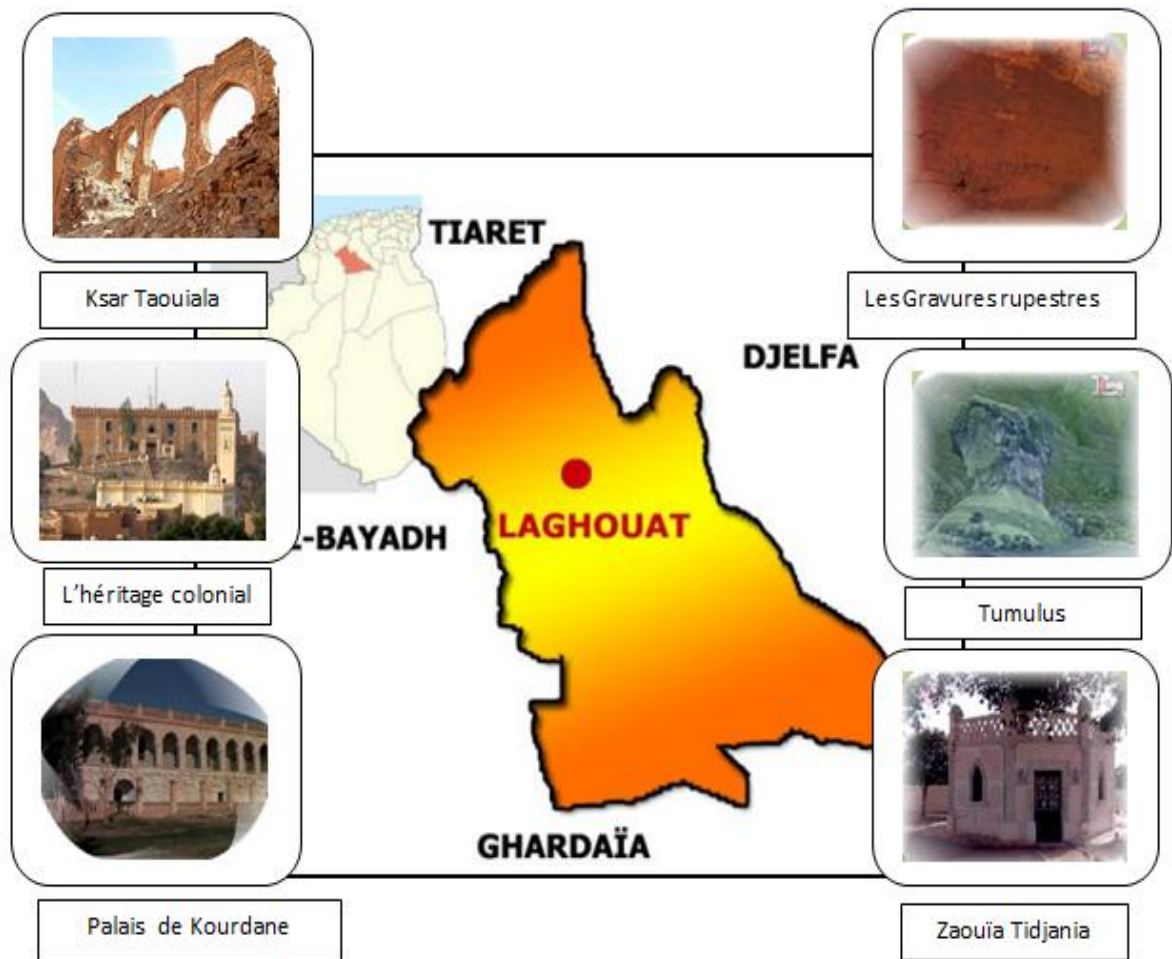 TIARET
Ksar Taouiala
Les Gravures rupestres
DJELFA
LAGHOUAT
-BAYADH
L'héritage colonial
Tumulus
GHARDAÏA
Palais de Kourdane
Zaouïa Tidjania